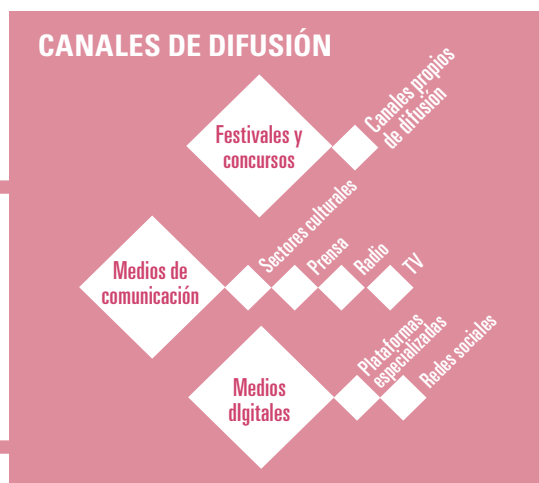 CANALES DE DIFUSIÓN
Festivales y
concursos
Canales propios
de difusión
Medios de
comunicación
Sectores culturales
Prensa
Radio
TV
Medios
dIgitales
Plataformas
especializadas
Redes sociales